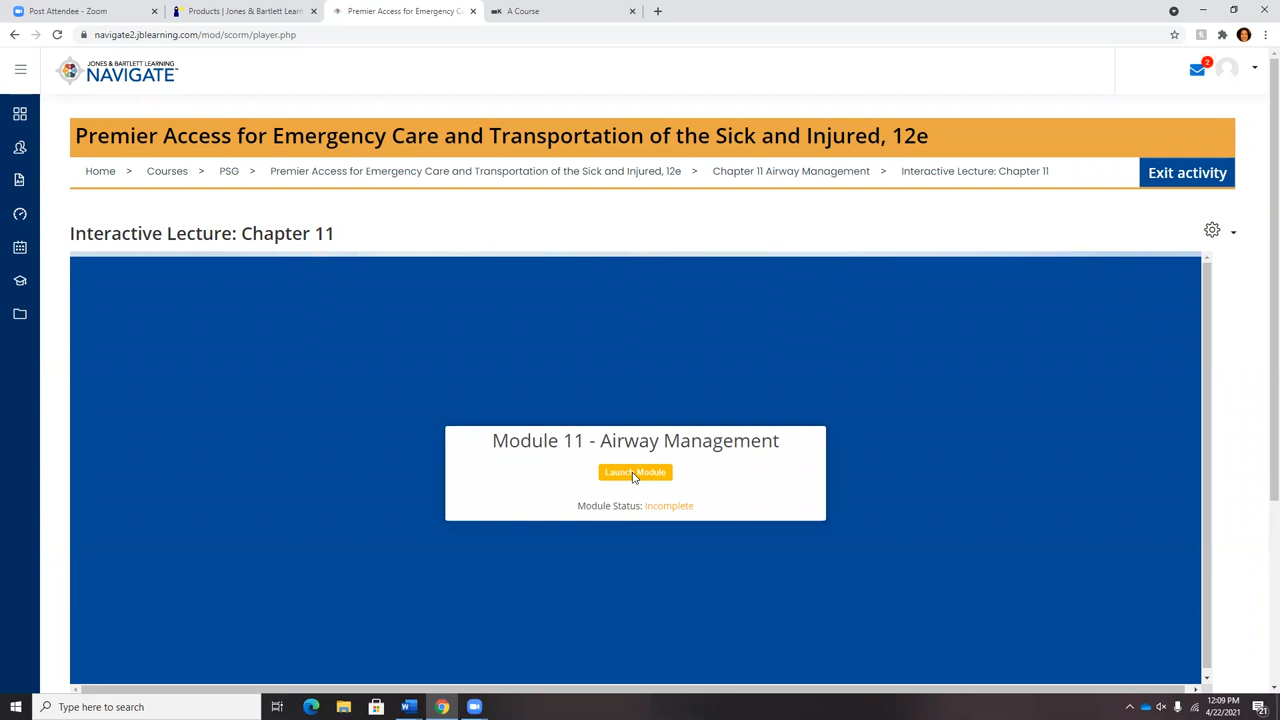 Post Attendee - Zoom
Products | Jones & Bartlett Learn
Premier Access for Emergency C
A Course
navigate2.jblearning.com/mod/scorm/player.php
JONES & BARTLETT LEARNING
NAVIGATE™
2
Premier Access for Emergency Care and Transportation of the Sick and Injured, 12e
Home > Courses > PSG > Premier Access for Emergency Care and Transportation of the Sick and Injured, 12e > Chapter 11 Airway Management > Interactive Lecture: Chapter 11
Exit activity
Interactive Lecture: Chapter 11
Module 11 - Airway Management
Launch Module
Module Status: Incomplete
Type here to search
12:09 PM
4/22/2021
21